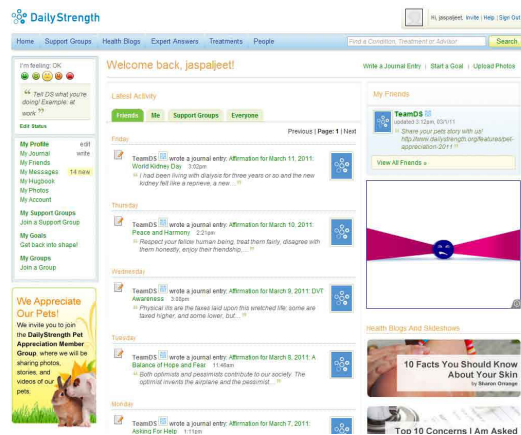 DailyStrength
Hi, jaspaljeet! Invite | Help | Sign Out
Home Support Groups Health Blogs Expert Answers Treatments People
Find a Condition, Treatment or Advisor Search
I'm feeling: OK
“ Tell DS what you're
doing! Example: at
work ”
Edit Status
My Profile edit
My Journal write
My Friends
My Messages 14 new
My Hugbook
My Photos
My Account
My Support Groups
Join a Support Group
My Goals
Get back into shape!
My Groups
Join a Group
We Appreciate
Our Pets!
We invite you to join
the DailyStrength Pet
Appreciation Member
Group, where we will be
sharing photos,
stories, and
videos of our
pets.
Welcome back, jaspaljeet!
Write a Journal Entry | Start a Goal | Upload Photos
Latest Activity
Friends Me Support Groups Everyone
Previous | Page: 1 | Next
Friday
TeamDS wrote a journal entry: Affirmation for March 11, 2011:
World Kidney Day 3:02pm
“ I had been living with dialysis for three years or so and the new
kidney felt like a reprieve, a new... ”
Thursday
TeamDS wrote a journal entry: Affirmation for March 10, 2011:
Peace and Harmony 2:21pm
“ Respect your fellow human being, treat them fairly, disagree with
them honestly, enjoy their friendship,... ”
Wednesday
TeamDS wrote a journal entry: Affirmation for March 9, 2011: DVT
Awareness 3:00pm
“ Physical ills are the taxes laid upon this wretched life; some are
taxed higher, and some lower, but... ”
Tuesday
TeamDS wrote a journal entry: Affirmation for March 8, 2011: A
Balance of Hope and Fear 11:46am
“ Both optimists and pessimists contribute to our society. The
optimist invents the airplane and the pessimist... ”
Monday
TeamDS wrote a journal entry: Affirmation for March 7, 2011:
Asking For Help 1:11pm
My Friends
TeamDS
updated 3:12pm, 03/1/11
“ Share your pets story with us!
http://www.dailystrength.org/features/pet-
appreciation-2011 ”
View All Friends »
Health Blogs And Slideshows
10 Facts You Should Know
About Your Skin
by Sharon Orrange
Top 10 Concerns I Am Asked